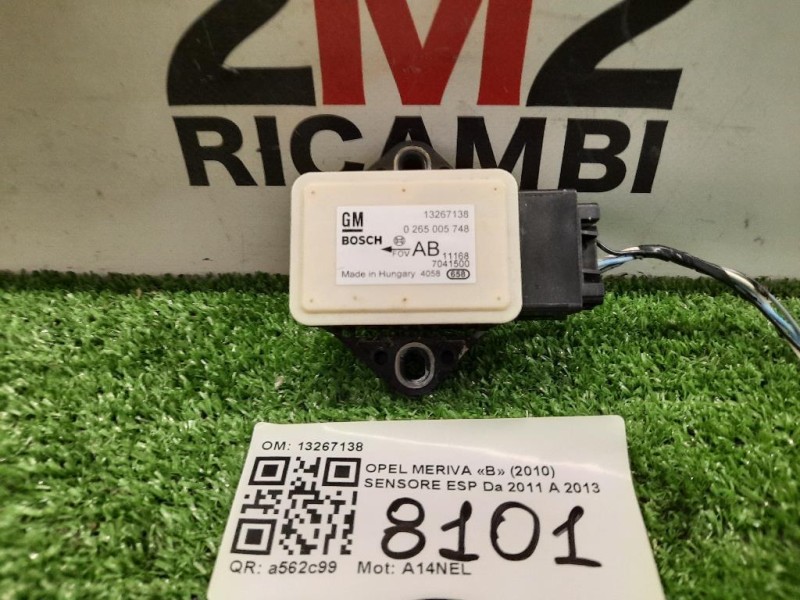 2M2
RICAMBI
GM
13267138
0 265 005 748
BOSCH
FOV
AB
11168
7041500
Made in Hungary 4058 658
OM: 13267138
OPEL MERIVA «B» (2010)
SENSORE ESP Da 2011 A 2013
8101
QR: a562c99 Mot: A14NEL